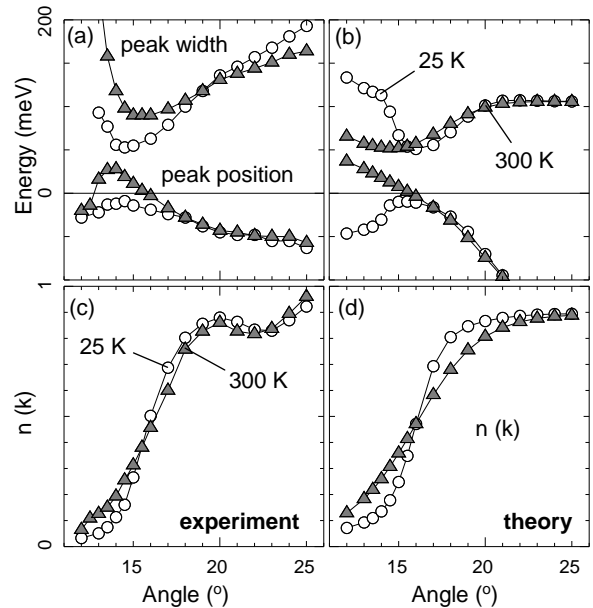 200
(a)
peak width
(b)
25 K
100
300 K
Energy (meV)
peak position
0
1
(c)
(d)
25 K
300 K
n (k)
n (k)
experiment
theory
0
15
20
25
15
20
25
Angle (º)
Angle (º)